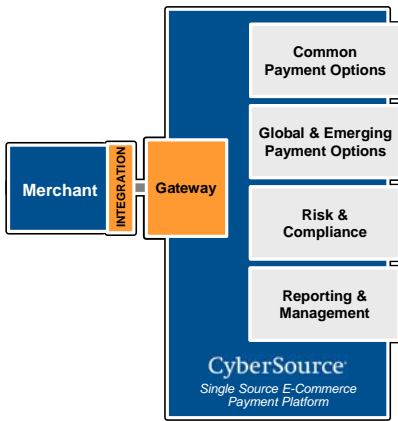 Merchant
INTEGRATION
Gateway
Common
Payment Options
Global & Emerging
Payment Options
Risk &
Compliance
Reporting &
Management
CyberSource
Single Source E-Commerce
Payment Platform